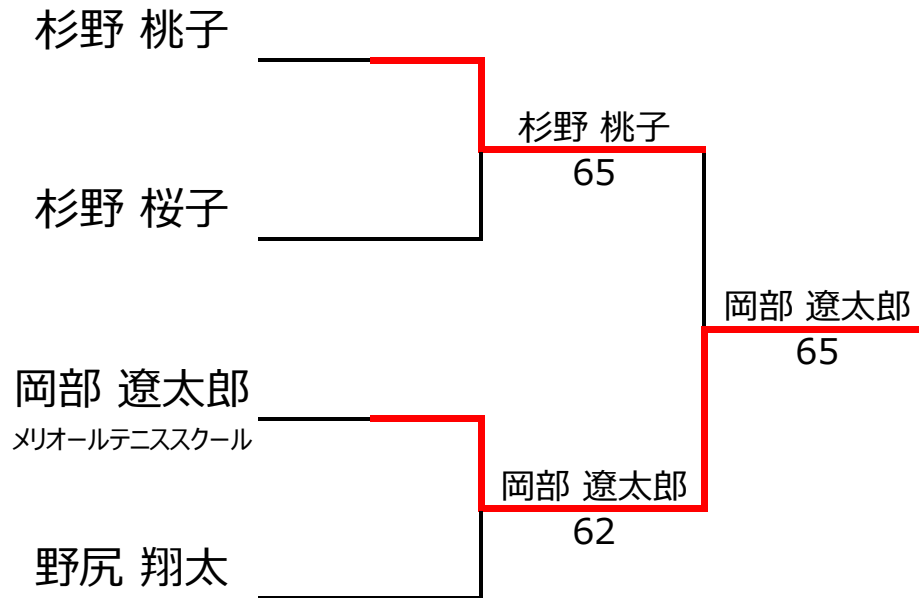 杉野 桃子
杉野 桃子
65
杉野 桜子
岡部 遼太郎
65
岡部 遼太郎
メリオールテニススクール
岡部 遼太郎
62
野尻 翔太